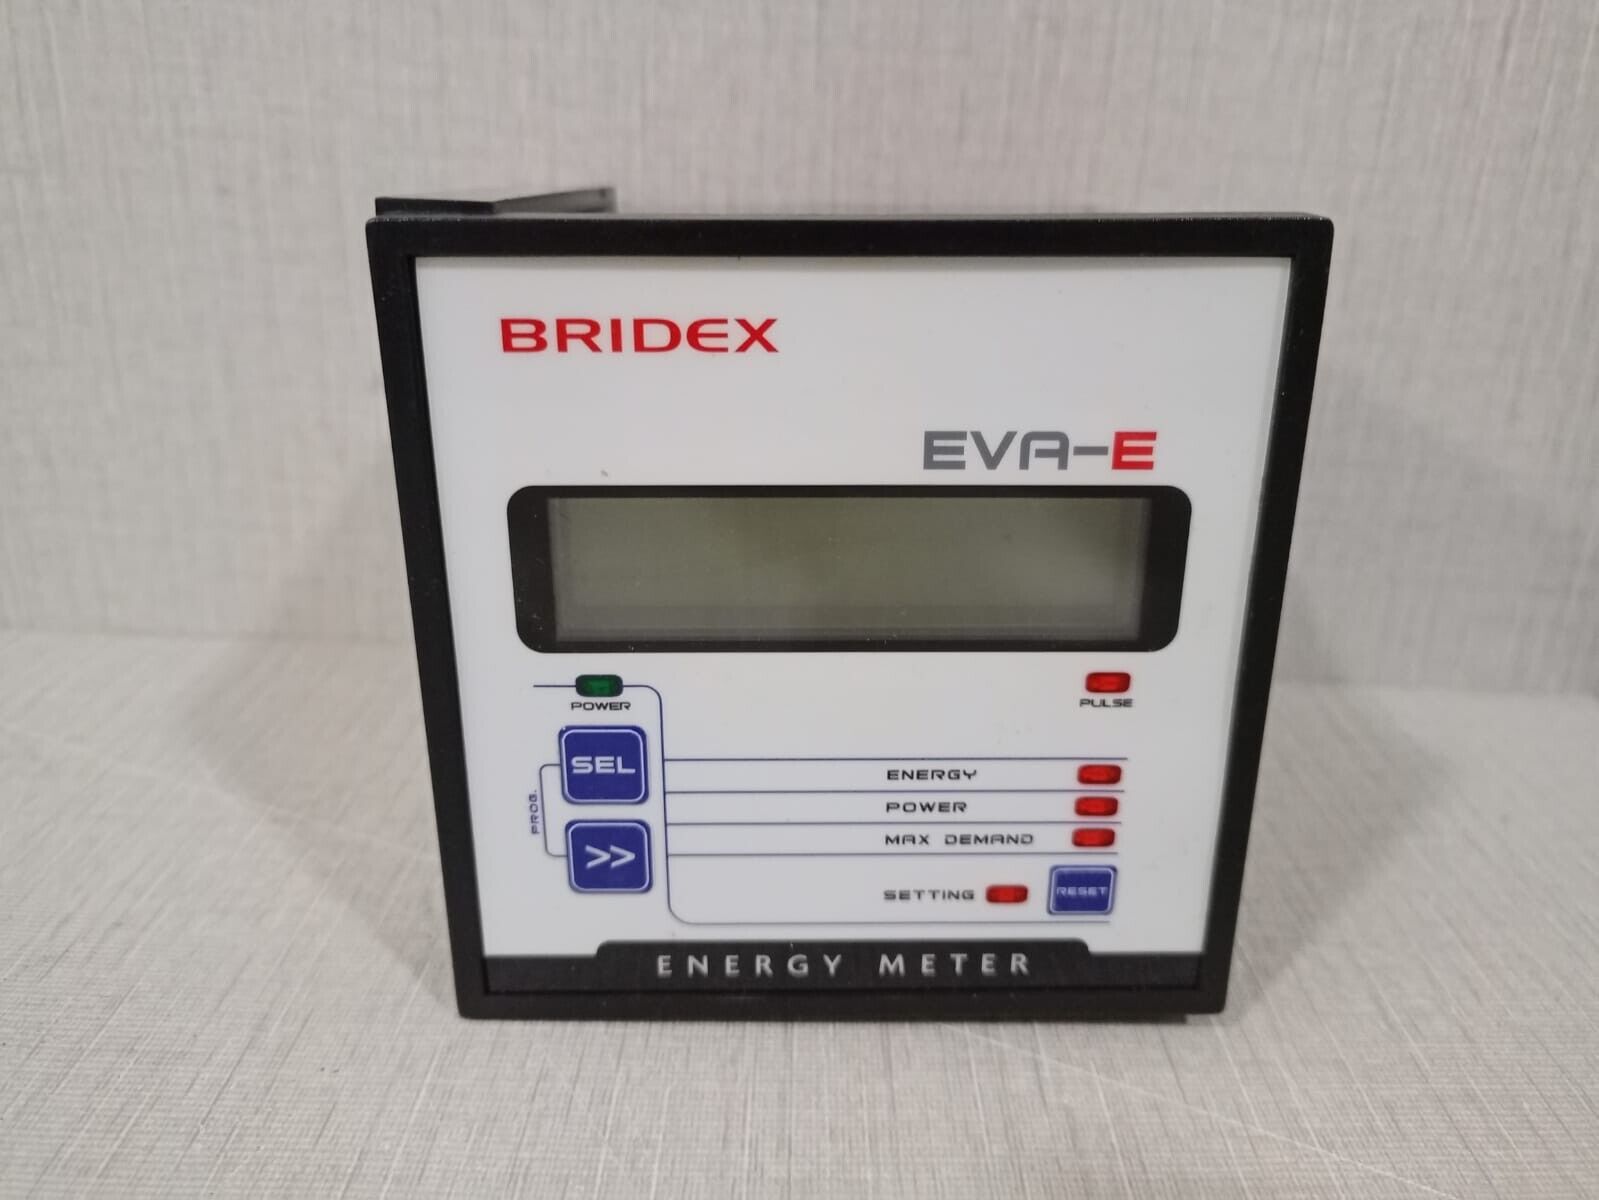 BRIDEX
EVA-E
POWER
PULSE
SEL
PROG.
>>
ENERGY
POWER
MAX DEMAND
SETTING
RESET
ENERGY METER